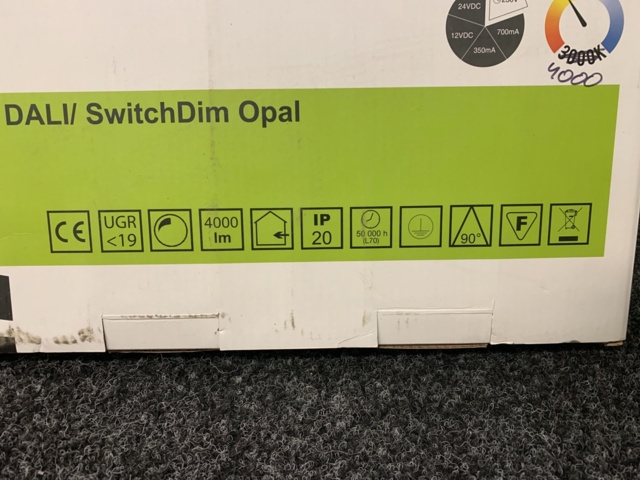 24VDC
230V
12VDC
700mA
350mA
3000K
4000
DALI/ SwitchDim Opal
CE
UGR
<19
4000
lm
IP
20
50 000 h
(L70)
90°
F